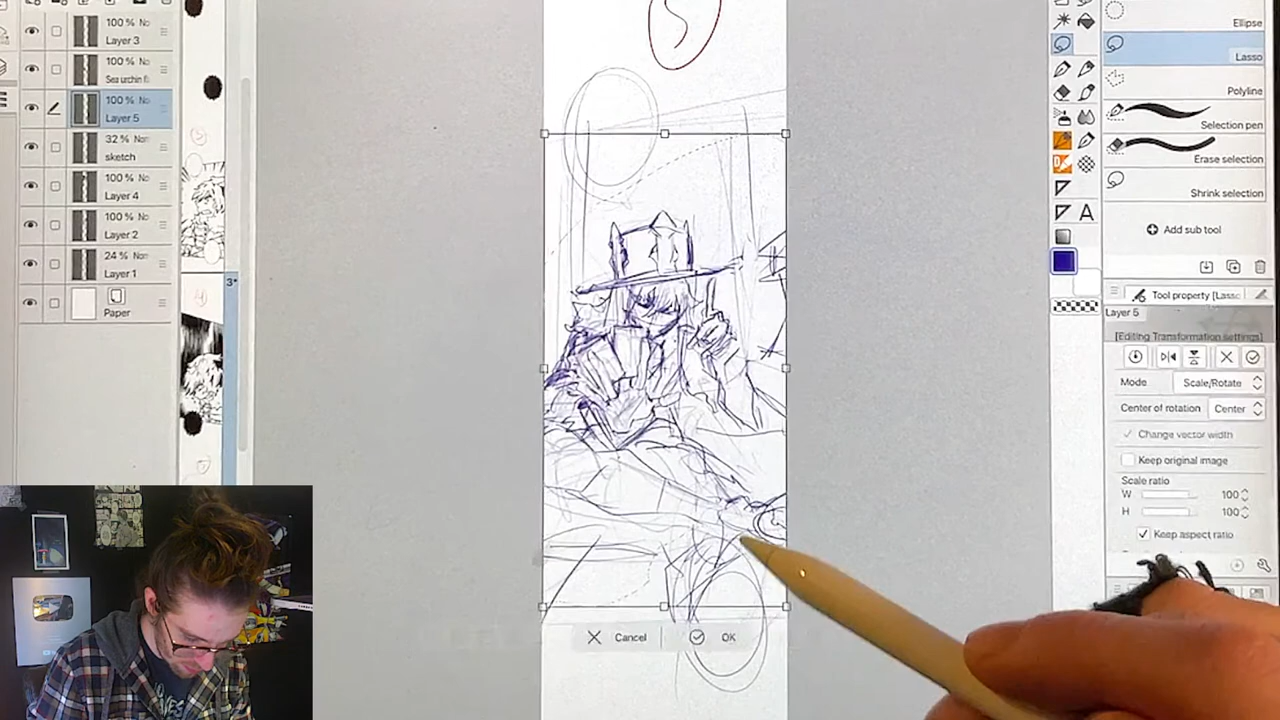 100 % No
Layer 3
100 % No
Sea urchin fl
100 % No
Layer 5
32 % Nor
sketch
100 % No
Layer 4
100 % No
Layer 2
24 % Norr
Layer 1
Paper
3*
Cancel
OK
Ellipse
Lasso
Polyline
Selection pen
Erase selection
Shrink selection
Add sub tool
A
Tool property [Lasso
Layer 5
[Editing Transformation settings]
Mode Scale/Rotate
Center of rotation Center
Change vector width
Keep original image
Scale ratio
W 100
H 100
Keep aspect ratio